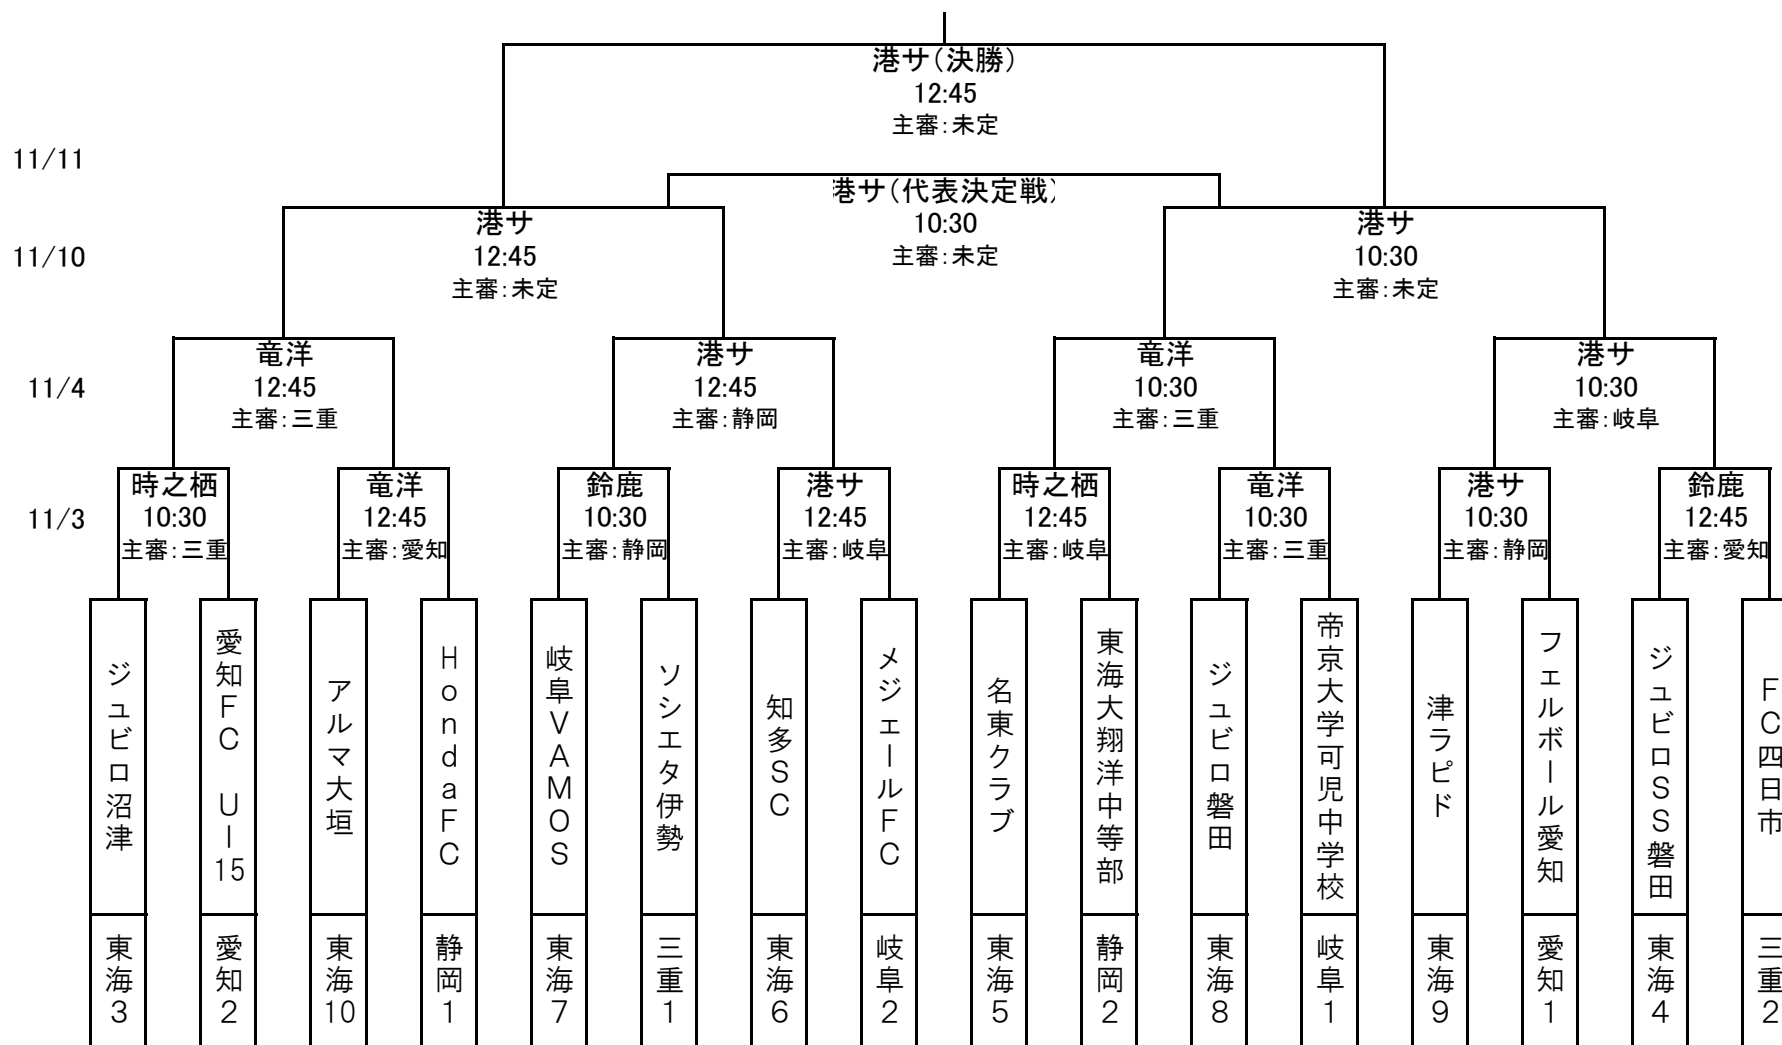 港サ（決勝）
12:45
主審：未定
11/11
港サ（代表決定戦）
10:30
主審：未定
11/10
港サ
12:45
主審：未定
港サ
10:30
主審：未定
11/4
竜洋
12:45
主審：三重
港サ
12:45
主審：静岡
竜洋
10:30
主審：三重
港サ
10:30
主審：岐阜
11/3
時之栖
10:30
主審：三重
竜洋
12:45
主審：愛知
鈴鹿
10:30
主審：静岡
港サ
12:45
主審：岐阜
時之栖
12:45
主審：岐阜
竜洋
10:30
主審：三重
港サ
10:30
主審：静岡
鈴鹿
12:45
主審：愛知
ジュビロ沼津
愛知FC U-15
アルマ大垣
HondaFC
岐阜VAMOS
ソシエタ伊勢
知多SC
メジェールFC
名東クラブ
東海大翔洋中等部
ジュビロ磐田
帝京大学可児中学校
津ラピド
フェルボール愛知
ジュビロSS磐田
FC四日市
東海3
愛知2
東海10
静岡1
東海7
三重1
東海6
岐阜2
東海5
静岡2
東海8
岐阜1
東海9
愛知1
東海4
三重2